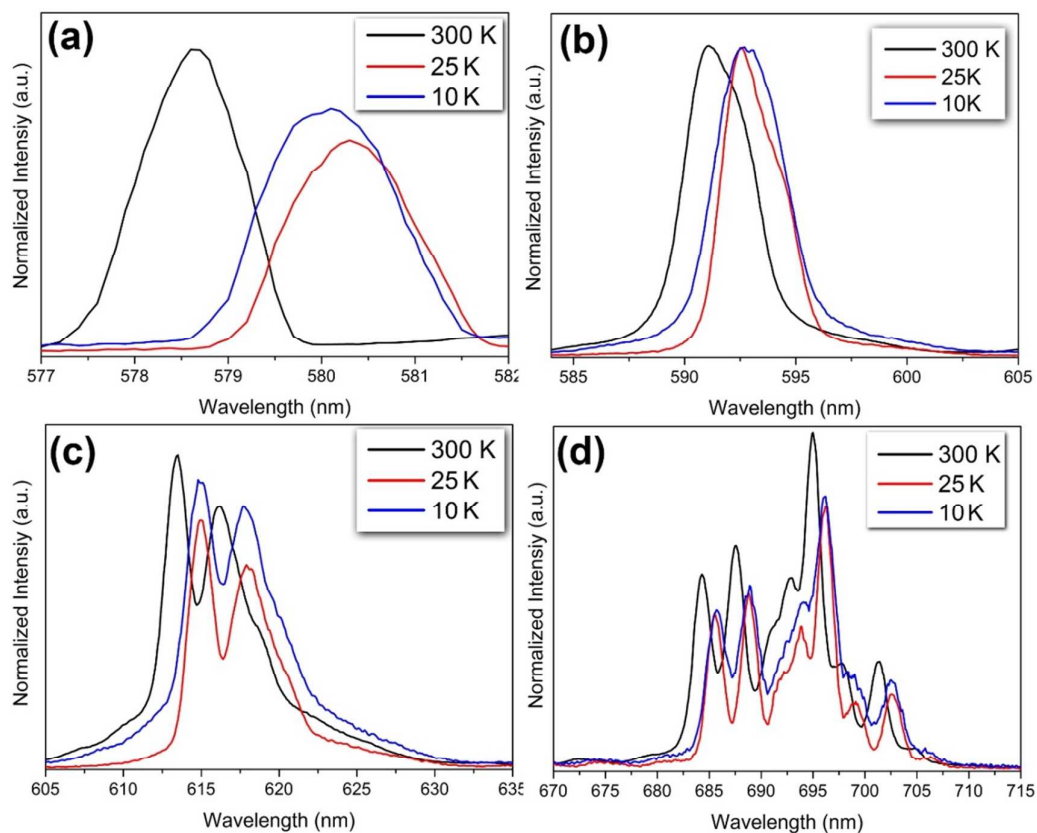 (a)
300 K
25 K
10 K
Normalized Intensiy (a.u.)
577 578 579 580 581 582
Wavelength (nm)
(b)
300 K
25K
10K
Normalized Intensity (a.u.)
585 590 595 600 605
Wavelength (nm)
(c)
300 K
25 K
10 K
Normalized Intensiy (a.u.)
605 610 615 620 625 630 635
Wavelength (nm)
(d)
300 K
25 K
10 K
Normalized Intensiy (a.u.)
670 675 680 685 690 695 700 705 710 715
Wavelength (nm)